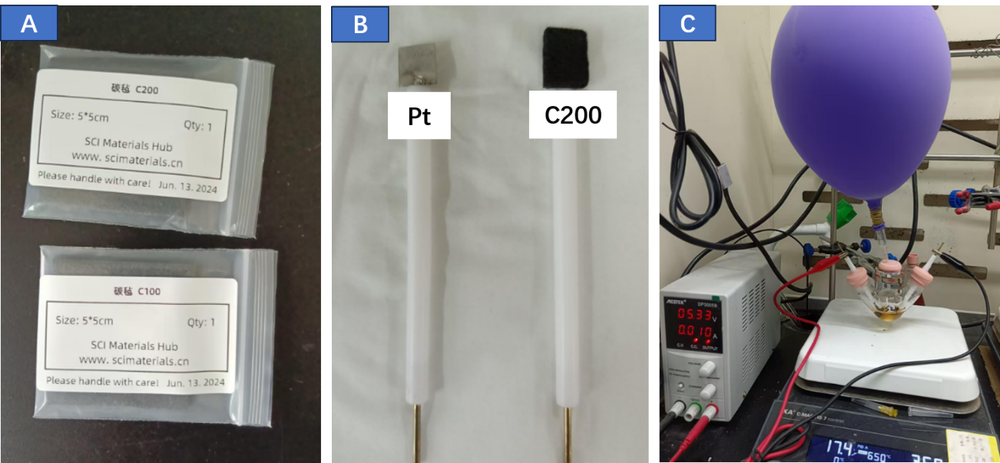 A
碳毡 C200
Size: 5*5cm
Qty: 1
SCI Materials Hub
www. scimaterials.cn
Please handle with care! Jun. 13. 2024
碳毡 C100
Size: 5*5cm
Qty: 1
SCI Materials Hub
www. scimaterials.cn
Please handle with care! Jun. 13. 2024
B
Pt
C200
C
05.33 V
0.010 A
OUTPUT
17.4
650°C